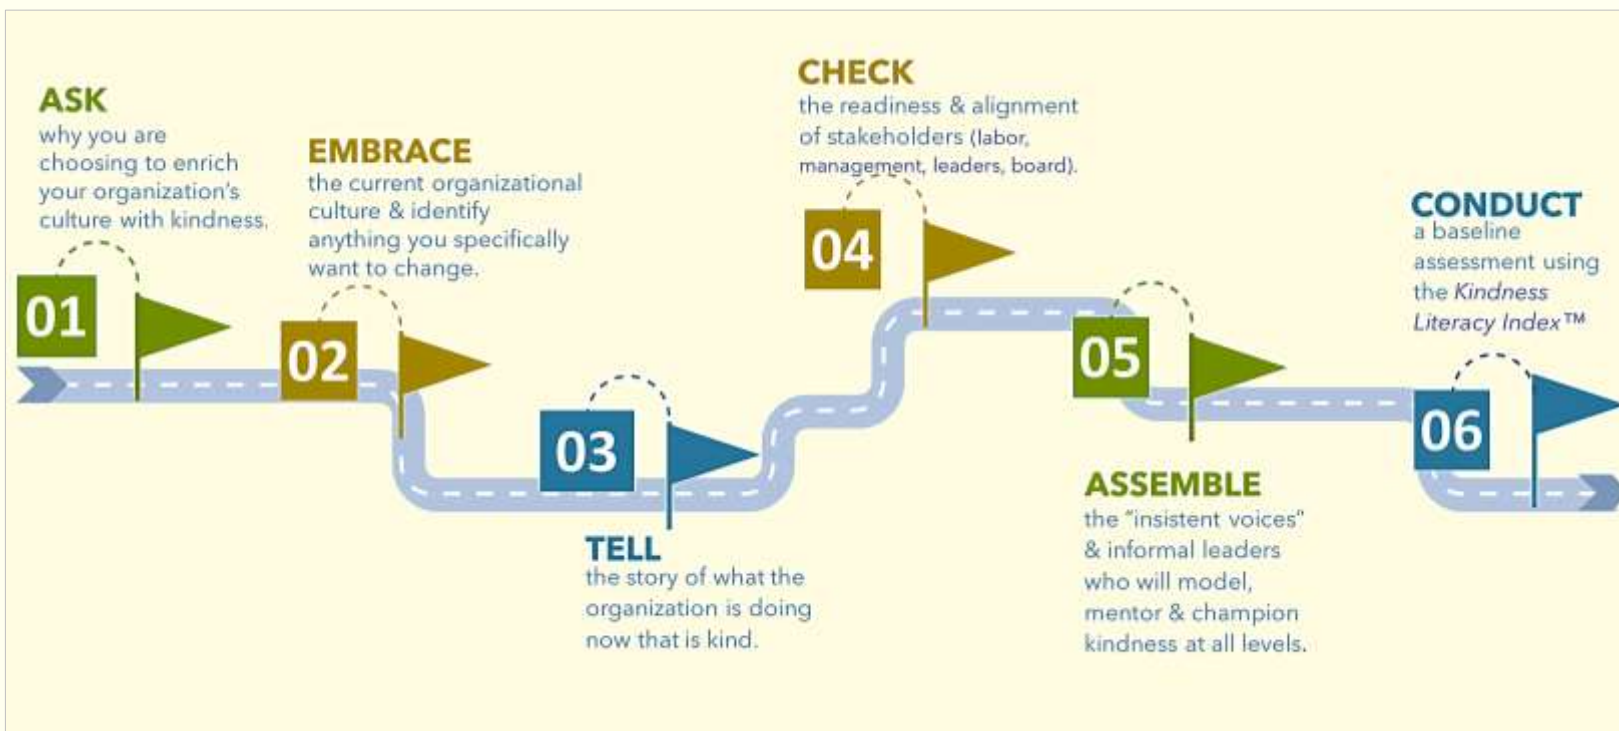 01
ASK
why you are
choosing to enrich
your organization's
culture with kindness.
02
EMBRACE
the current organizational
culture & identify
anything you specifically
want to change.
03
TELL
the story of what the
organization is doing
now that is kind.
04
CHECK
the readiness & alignment
of stakeholders (labor,
management, leaders, board).
05
ASSEMBLE
the "insistent voices"
& informal leaders
who will model,
mentor & champion
kindness at all levels.
06
CONDUCT
a baseline
assessment using
the Kindness
Literacy Index™